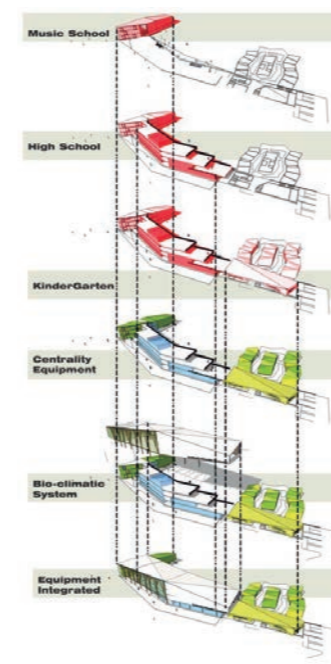 Music School
High School
KinderGarten
Centrality
Equipment
Bio-climatic
System
Equipment
Integrated